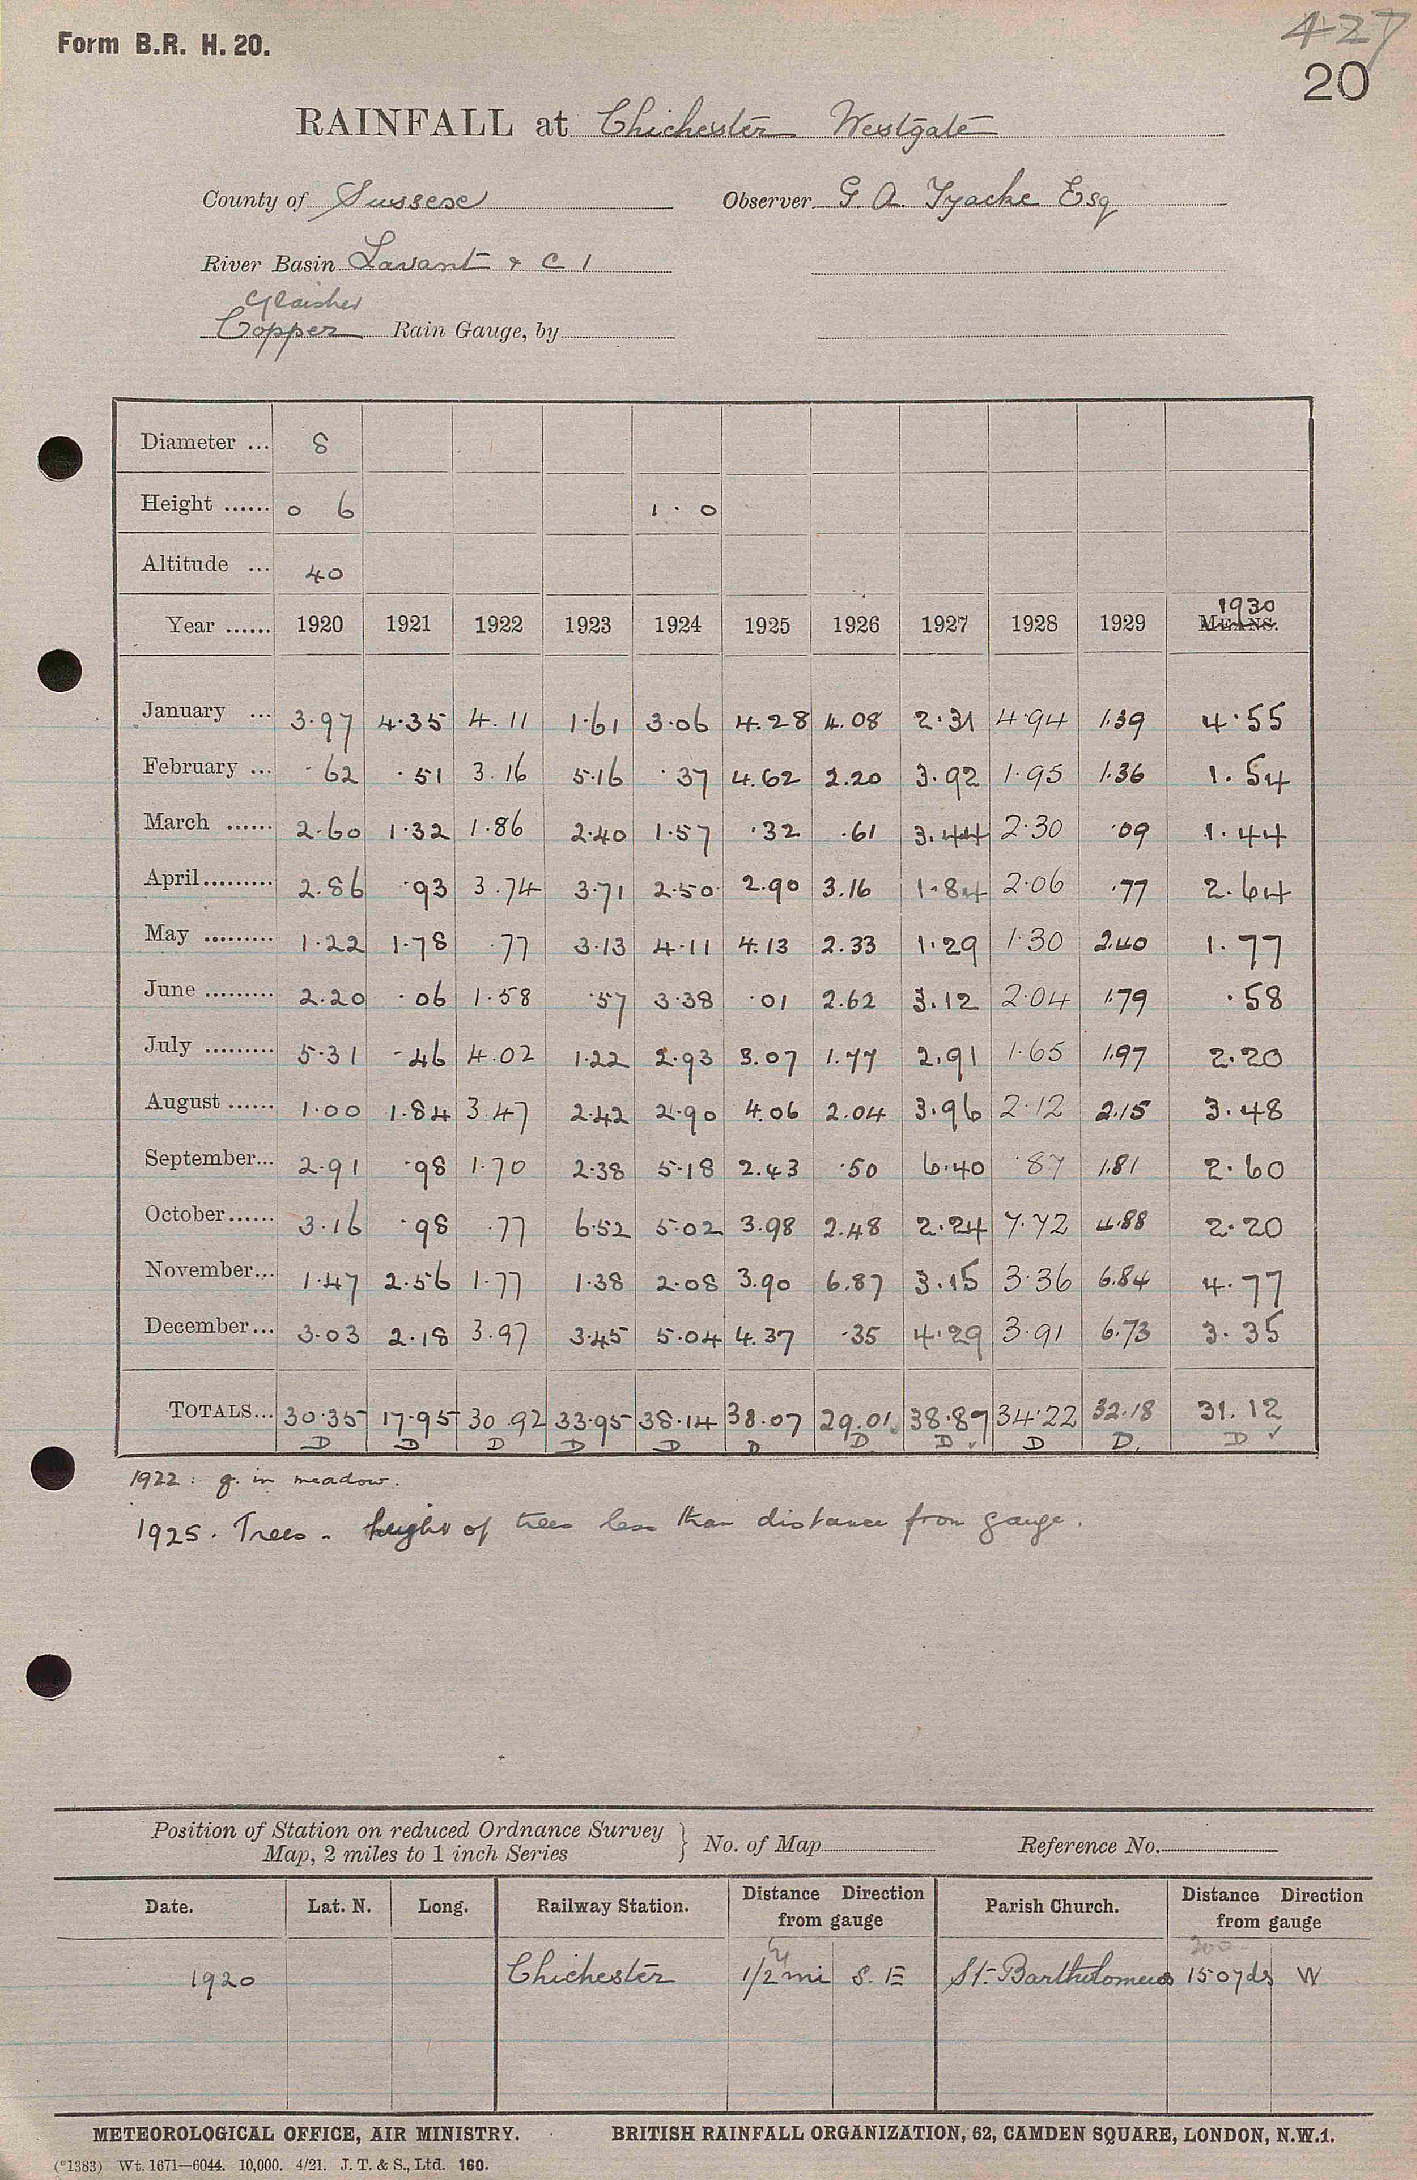 427
Form B.R. H. 20.
20
RAINFALL at Chichester Westgate
County of Sussex Observer G. A. Tyacke Esq
River Basin Lavant & C 1
Glaisher
Copper Rain Gauge, by
Diameter ... 8
Height ...... 0 6 1 · 0
Altitude ... 40
1930
Year ...... 1920 1921 1922 1923 1924 1925 1926 1927 1928 1929 MEANS.
January ... 3·97 4·35 4.11 1·61 3·06 4.28 4.08 2·31 4·94 1·39 4·55
February ... ·62 ·51 3.16 5·16 ·37 4.62 2.20 3.92 1·95 1·36 1.54
March ...... 2·60 1·32 1·86 2·40 1·57 ·32 ·61 3.44 2·30 ·09 1·44
April ......... 2.86 ·93 3.74 3·71 2·50 2.90 3.16 1·84 2·06 ·77 2.64
May ......... 1·22 1·78 ·77 3·13 4·11 4.13 2.33 1·29 1·30 2.40 1.77
June ......... 2.20 ·06 1·58 ·57 3·38 ·01 2.62 3.12 2·04 1·79 ·58
July ......... 5·31 ·46 4.02 1·22 2·93 3.07 1.77 2.91 1·65 1·97 2·20
August ...... 1·00 1·84 3·47 2·42 2·90 4.06 2.04 3.96 2·12 2·15 3·48
September... 2·91 ·98 1·70 2·38 5·18 2.43 ·50 6·40 ·87 1·81 2·60
October...... 3·16 ·98 ·77 6·52 5·02 3.98 2.48 2·24 7·72 4·88 2·20
November... 1·47 2·56 1·77 1·38 2·08 3.90 6.87 3.15 3·36 6·84 4.77
December... 3·03 2·18 3.97 3·45 5·04 4.37 ·35 4·29 3·91 6·73 3·35
TOTALS... 30·35 17·95 30.92 33·95 38·14 38·07 29.01 38·87 34·22 32·18 31.12
D D D D D D D D ✓ D D. D ✓
1922 : g. in meadow.
1925. Trees - height of trees less than distance from gauge.
Position of Station on reduced Ordnance Survey
Map, 2 miles to 1 inch Series } No. of Map Reference No.
Date. Lat. N. Long. Railway Station. Distance Direction from gauge Parish Church. Distance Direction from gauge
200
1920 Chichester 1/2 mi S. E St. Bartholomews 150 yds W
METEOROLOGICAL OFFICE, AIR MINISTRY. BRITISH RAINFALL ORGANIZATION, 62, CAMDEN SQUARE, LONDON, N.W.1.
(*1383) Wt. 1671—6044. 10,000. 4/21. J. T. & S., Ltd. 160.